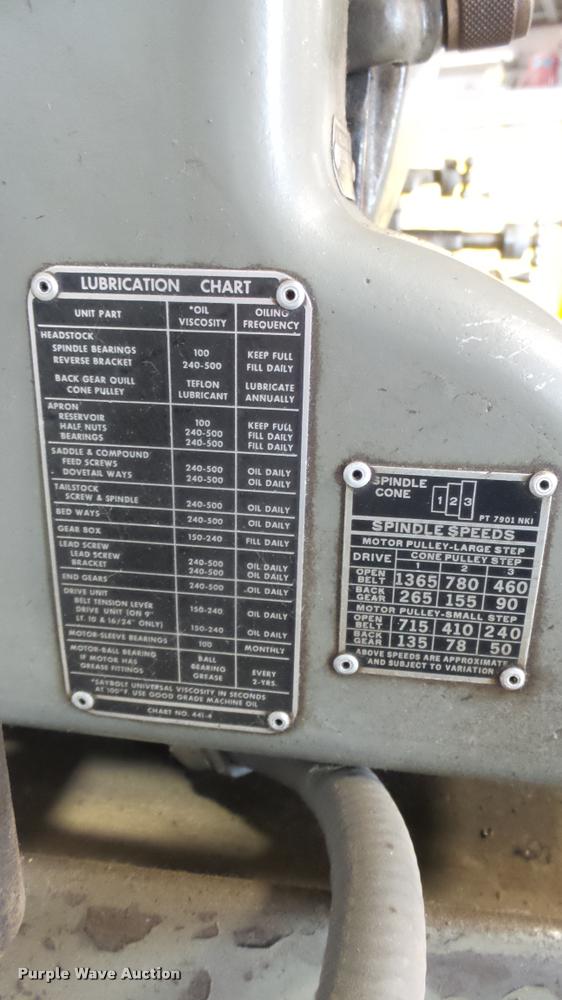 LUBRICATION CHART
UNIT PART *OIL VISCOSITY OILING FREQUENCY
HEADSTOCK
SPINDLE BEARINGS 100 KEEP FULL
REVERSE BRACKET 240-500 FILL DAILY
BACK GEAR QUILL TEFLON LUBRICATE
CONE PULLEY LUBRICANT ANNUALLY
APRON
RESERVOIR 100 KEEP FULL
HALF NUTS 240-500 FILL DAILY
BEARINGS 240-500 FILL DAILY
SADDLE & COMPOUND
FEED SCREWS 240-500 OIL DAILY
DOVETAIL WAYS 240-500 OIL DAILY
TAILSTOCK
SCREW & SPINDLE 240-500 OIL DAILY
BED WAYS 240-500 OIL DAILY
GEAR BOX 150-240 FILL DAILY
LEAD SCREW
LEAD SCREW 240-500 OIL DAILY
BRACKET 240-500 OIL DAILY
END GEARS 240-500 OIL DAILY
DRIVE UNIT
BELT TENSION LEVER 150-240 OIL DAILY
DRIVE UNIT (ON 9"
LT. 10 & 16/24" ONLY) 150-240 OIL DAILY
MOTOR-SLEEVE BEARINGS 100 MONTHLY
MOTOR-BALL BEARING BALL
IF MOTOR HAS BEARING EVERY
GREASE FITTINGS GREASE 2-YRS.
*SAYBOLT UNIVERSAL VISCOSITY IN SECONDS
AT 100°F. USE GOOD GRADE MACHINE OIL
CHART NO. 441-4
SPINDLE
CONE 1 2 3
PT 7901 NK1
SPINDLE SPEEDS
MOTOR PULLEY-LARGE STEP
DRIVE CONE PULLEY STEP
1 2 3
OPEN BELT 1365 780 460
BACK GEAR 265 155 90
MOTOR PULLEY-SMALL STEP
OPEN BELT 715 410 240
BACK GEAR 135 78 50
ABOVE SPEEDS ARE APPROXIMATE
AND SUBJECT TO VARIATION
Purple Wave Auction